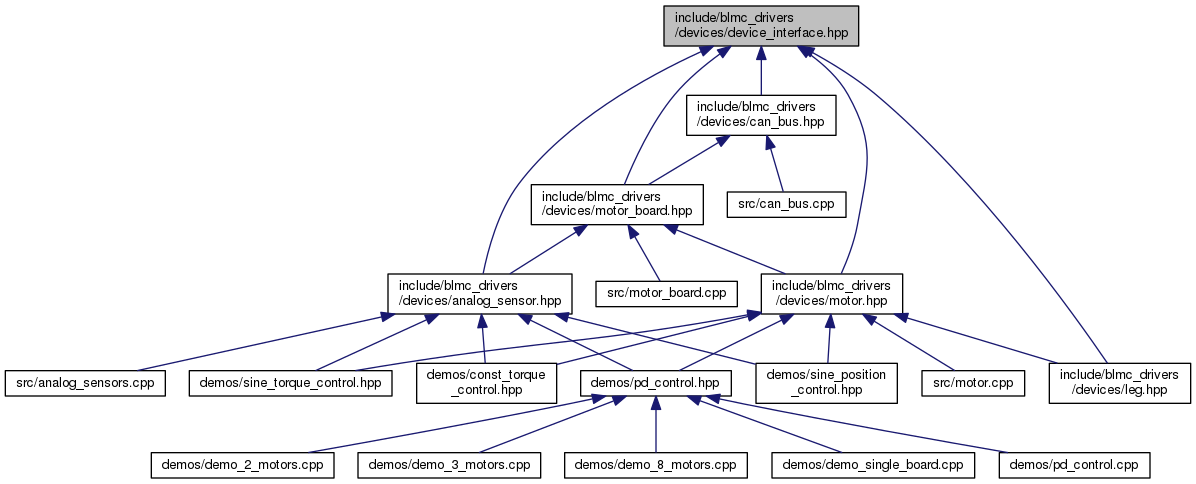 include/blmc_drivers
/devices/device_interface.hpp
include/blmc_drivers
/devices/can_bus.hpp
include/blmc_drivers
/devices/motor_board.hpp
src/can_bus.cpp
include/blmc_drivers
/devices/analog_sensor.hpp
src/motor_board.cpp
include/blmc_drivers
/devices/motor.hpp
src/analog_sensors.cpp
demos/sine_torque_control.hpp
demos/const_torque
_control.hpp
demos/pd_control.hpp
demos/sine_position
_control.hpp
src/motor.cpp
include/blmc_drivers
/devices/leg.hpp
demos/demo_2_motors.cpp
demos/demo_3_motors.cpp
demos/demo_8_motors.cpp
demos/demo_single_board.cpp
demos/pd_control.cpp